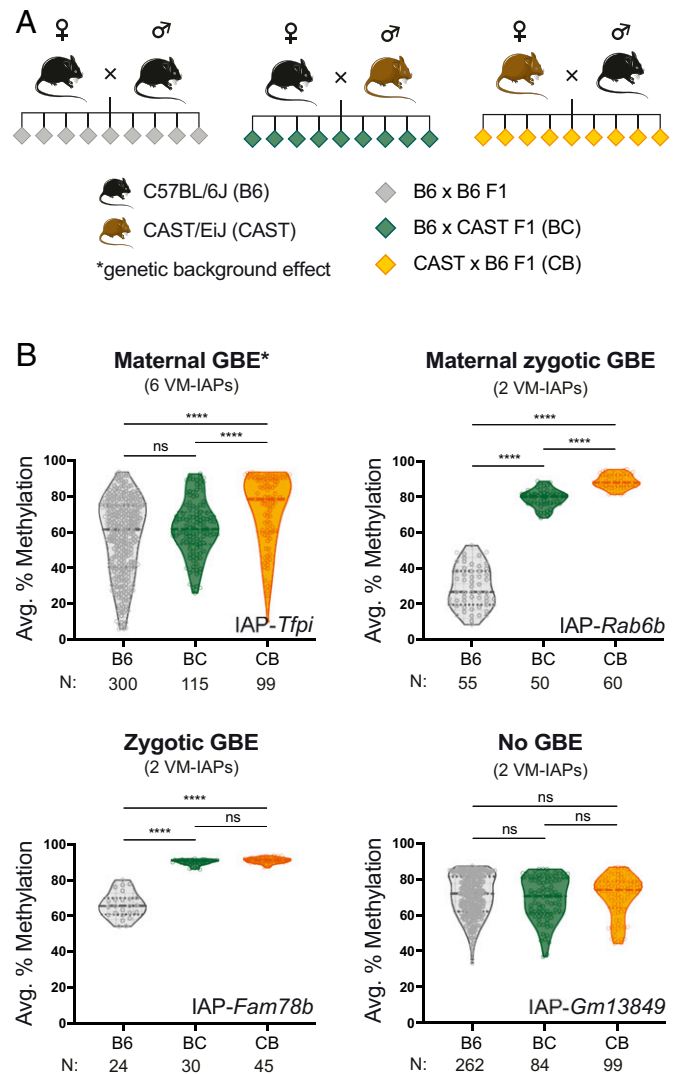 A
♀ ♂ ♀ ♂ ♀ ♂
× × ×
C57BL/6J (B6)
CAST/EiJ (CAST)
*genetic background effect
B6 x B6 F1
B6 x CAST F1 (BC)
CAST x B6 F1 (CB)
B
Maternal GBE*
(6 VM-IAPs)
****
ns ****
Avg. % Methylation
100
80
60
40
20
0
IAP-Tfpi
B6 BC CB
N: 300 115 99
Maternal zygotic GBE
(2 VM-IAPs)
****
**** ****
Avg. % Methylation
100
80
60
40
20
0
IAP-Rab6b
B6 BC CB
N: 55 50 60
Zygotic GBE
(2 VM-IAPs)
****
**** ns
Avg. % Methylation
100
80
60
40
20
0
IAP-Fam78b
B6 BC CB
N: 24 30 45
No GBE
(2 VM-IAPs)
ns
ns ns
Avg. % Methylation
100
80
60
40
20
0
IAP-Gm13849
B6 BC CB
N: 262 84 99